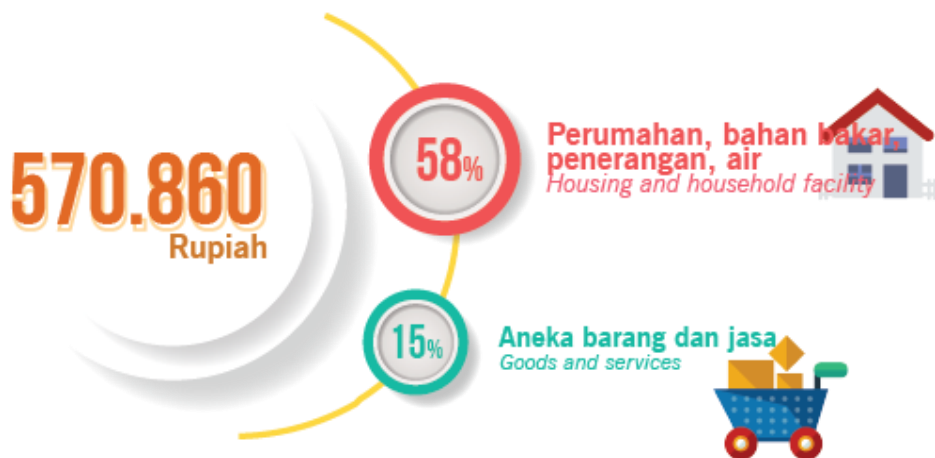 570.860
Rupiah
58%
Perumahan, bahan bakar,
penerangan, air
Housing and household facility
15%
Aneka barang dan jasa
Goods and services